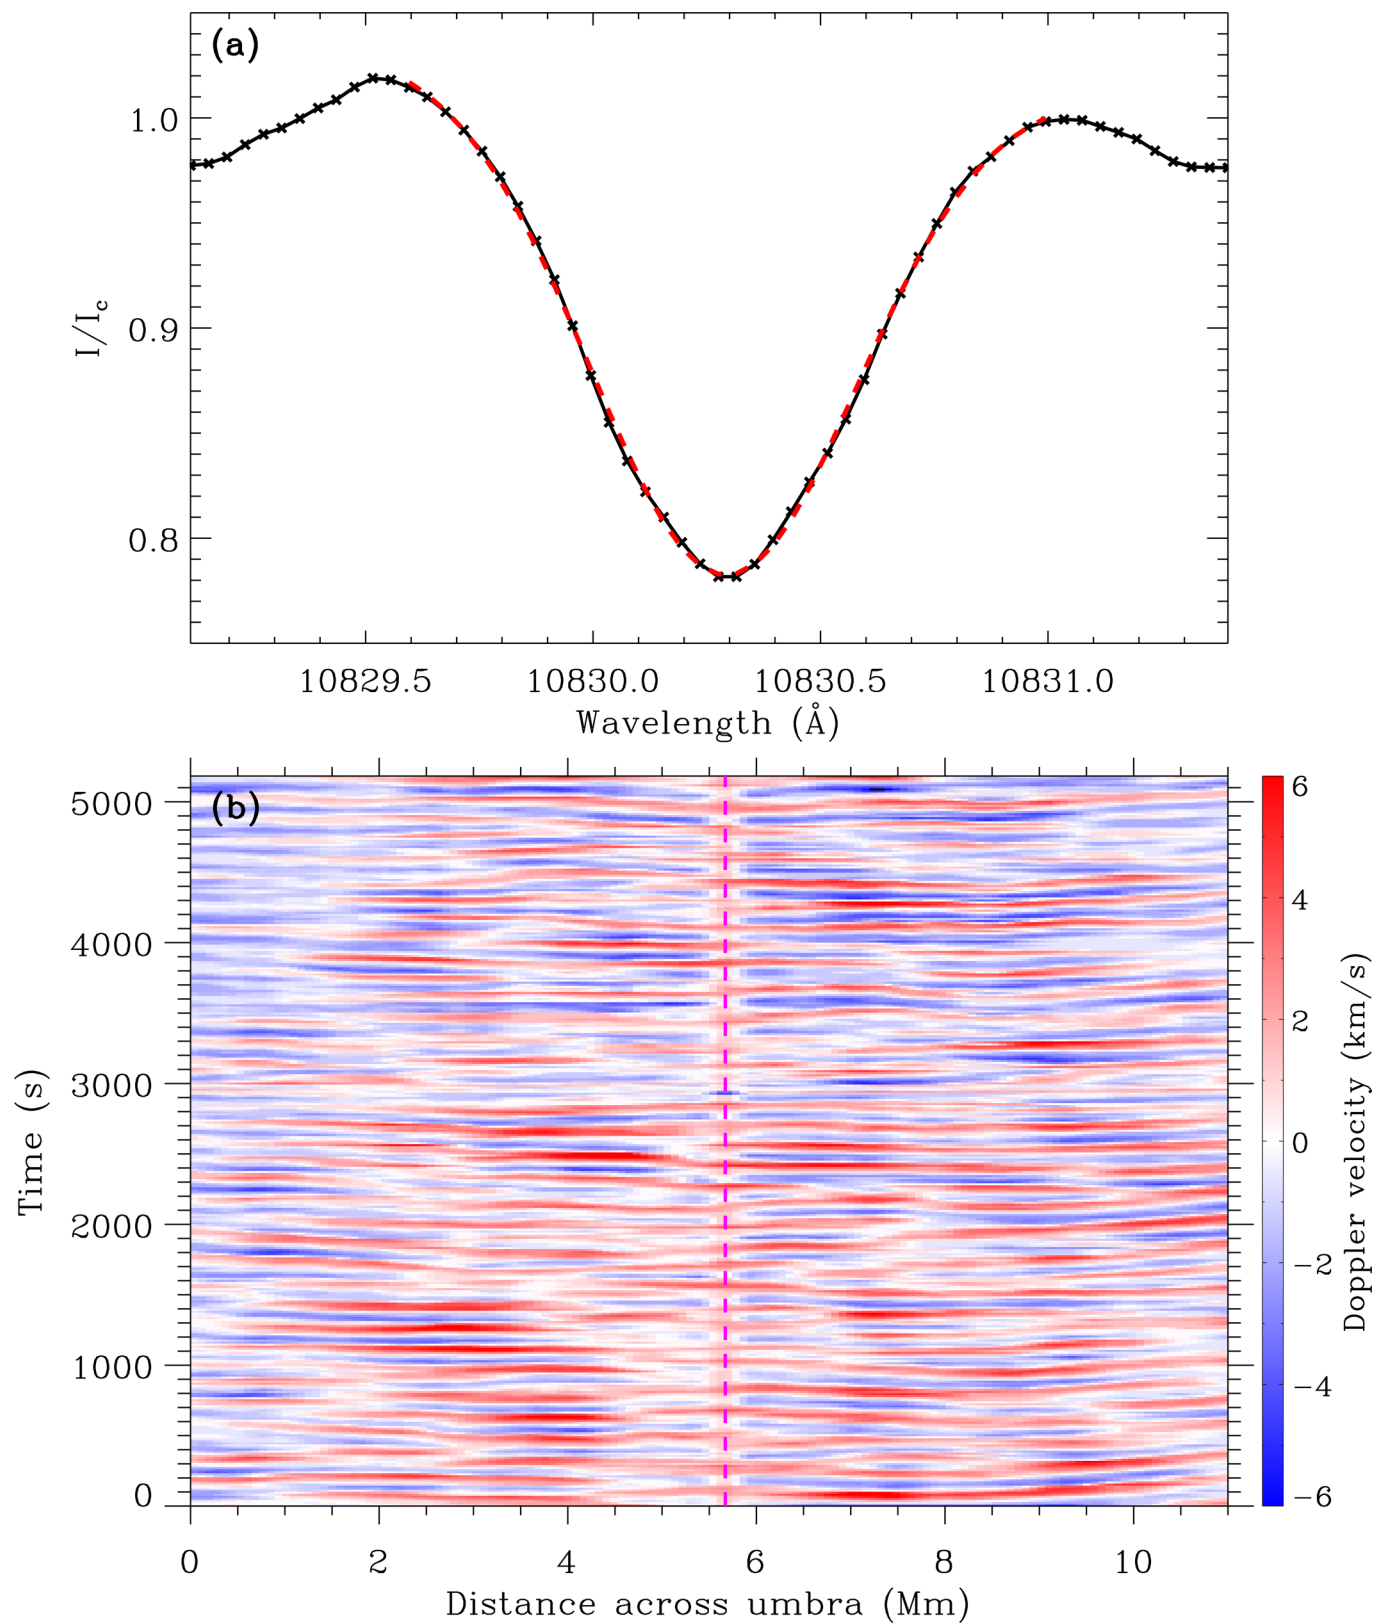 (a)
1.0
0.9
0.8
I/Ic
10829.5 10830.0 10830.5 10831.0
Wavelength (Å)
(b)
5000
4000
3000
2000
1000
0
Time (s)
0 2 4 6 8 10
Distance across umbra (Mm)
6
4
2
0
−2
−4
−6
Doppler velocity (km/s)